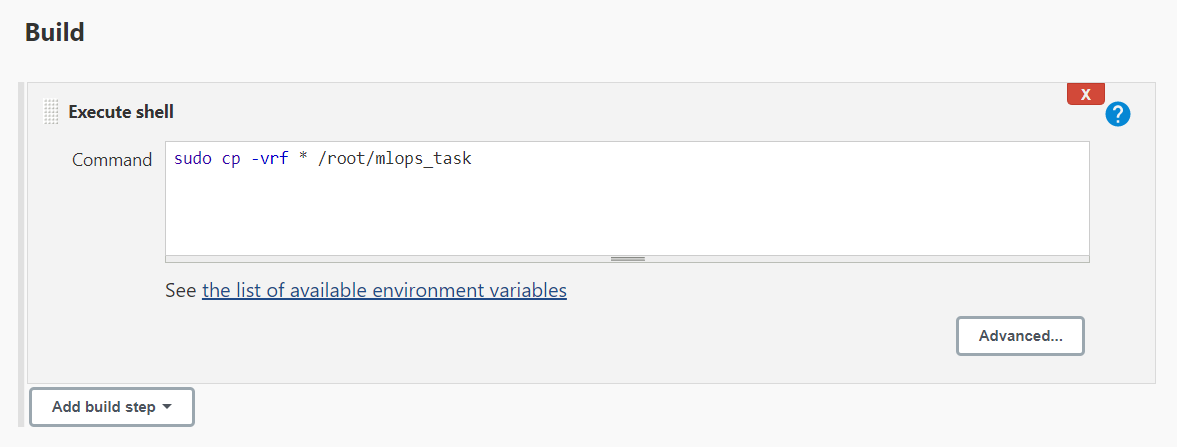 Build
X
Execute shell
?
Command sudo cp -vrf * /root/mlops_task
See the list of available environment variables
Advanced...
Add build step